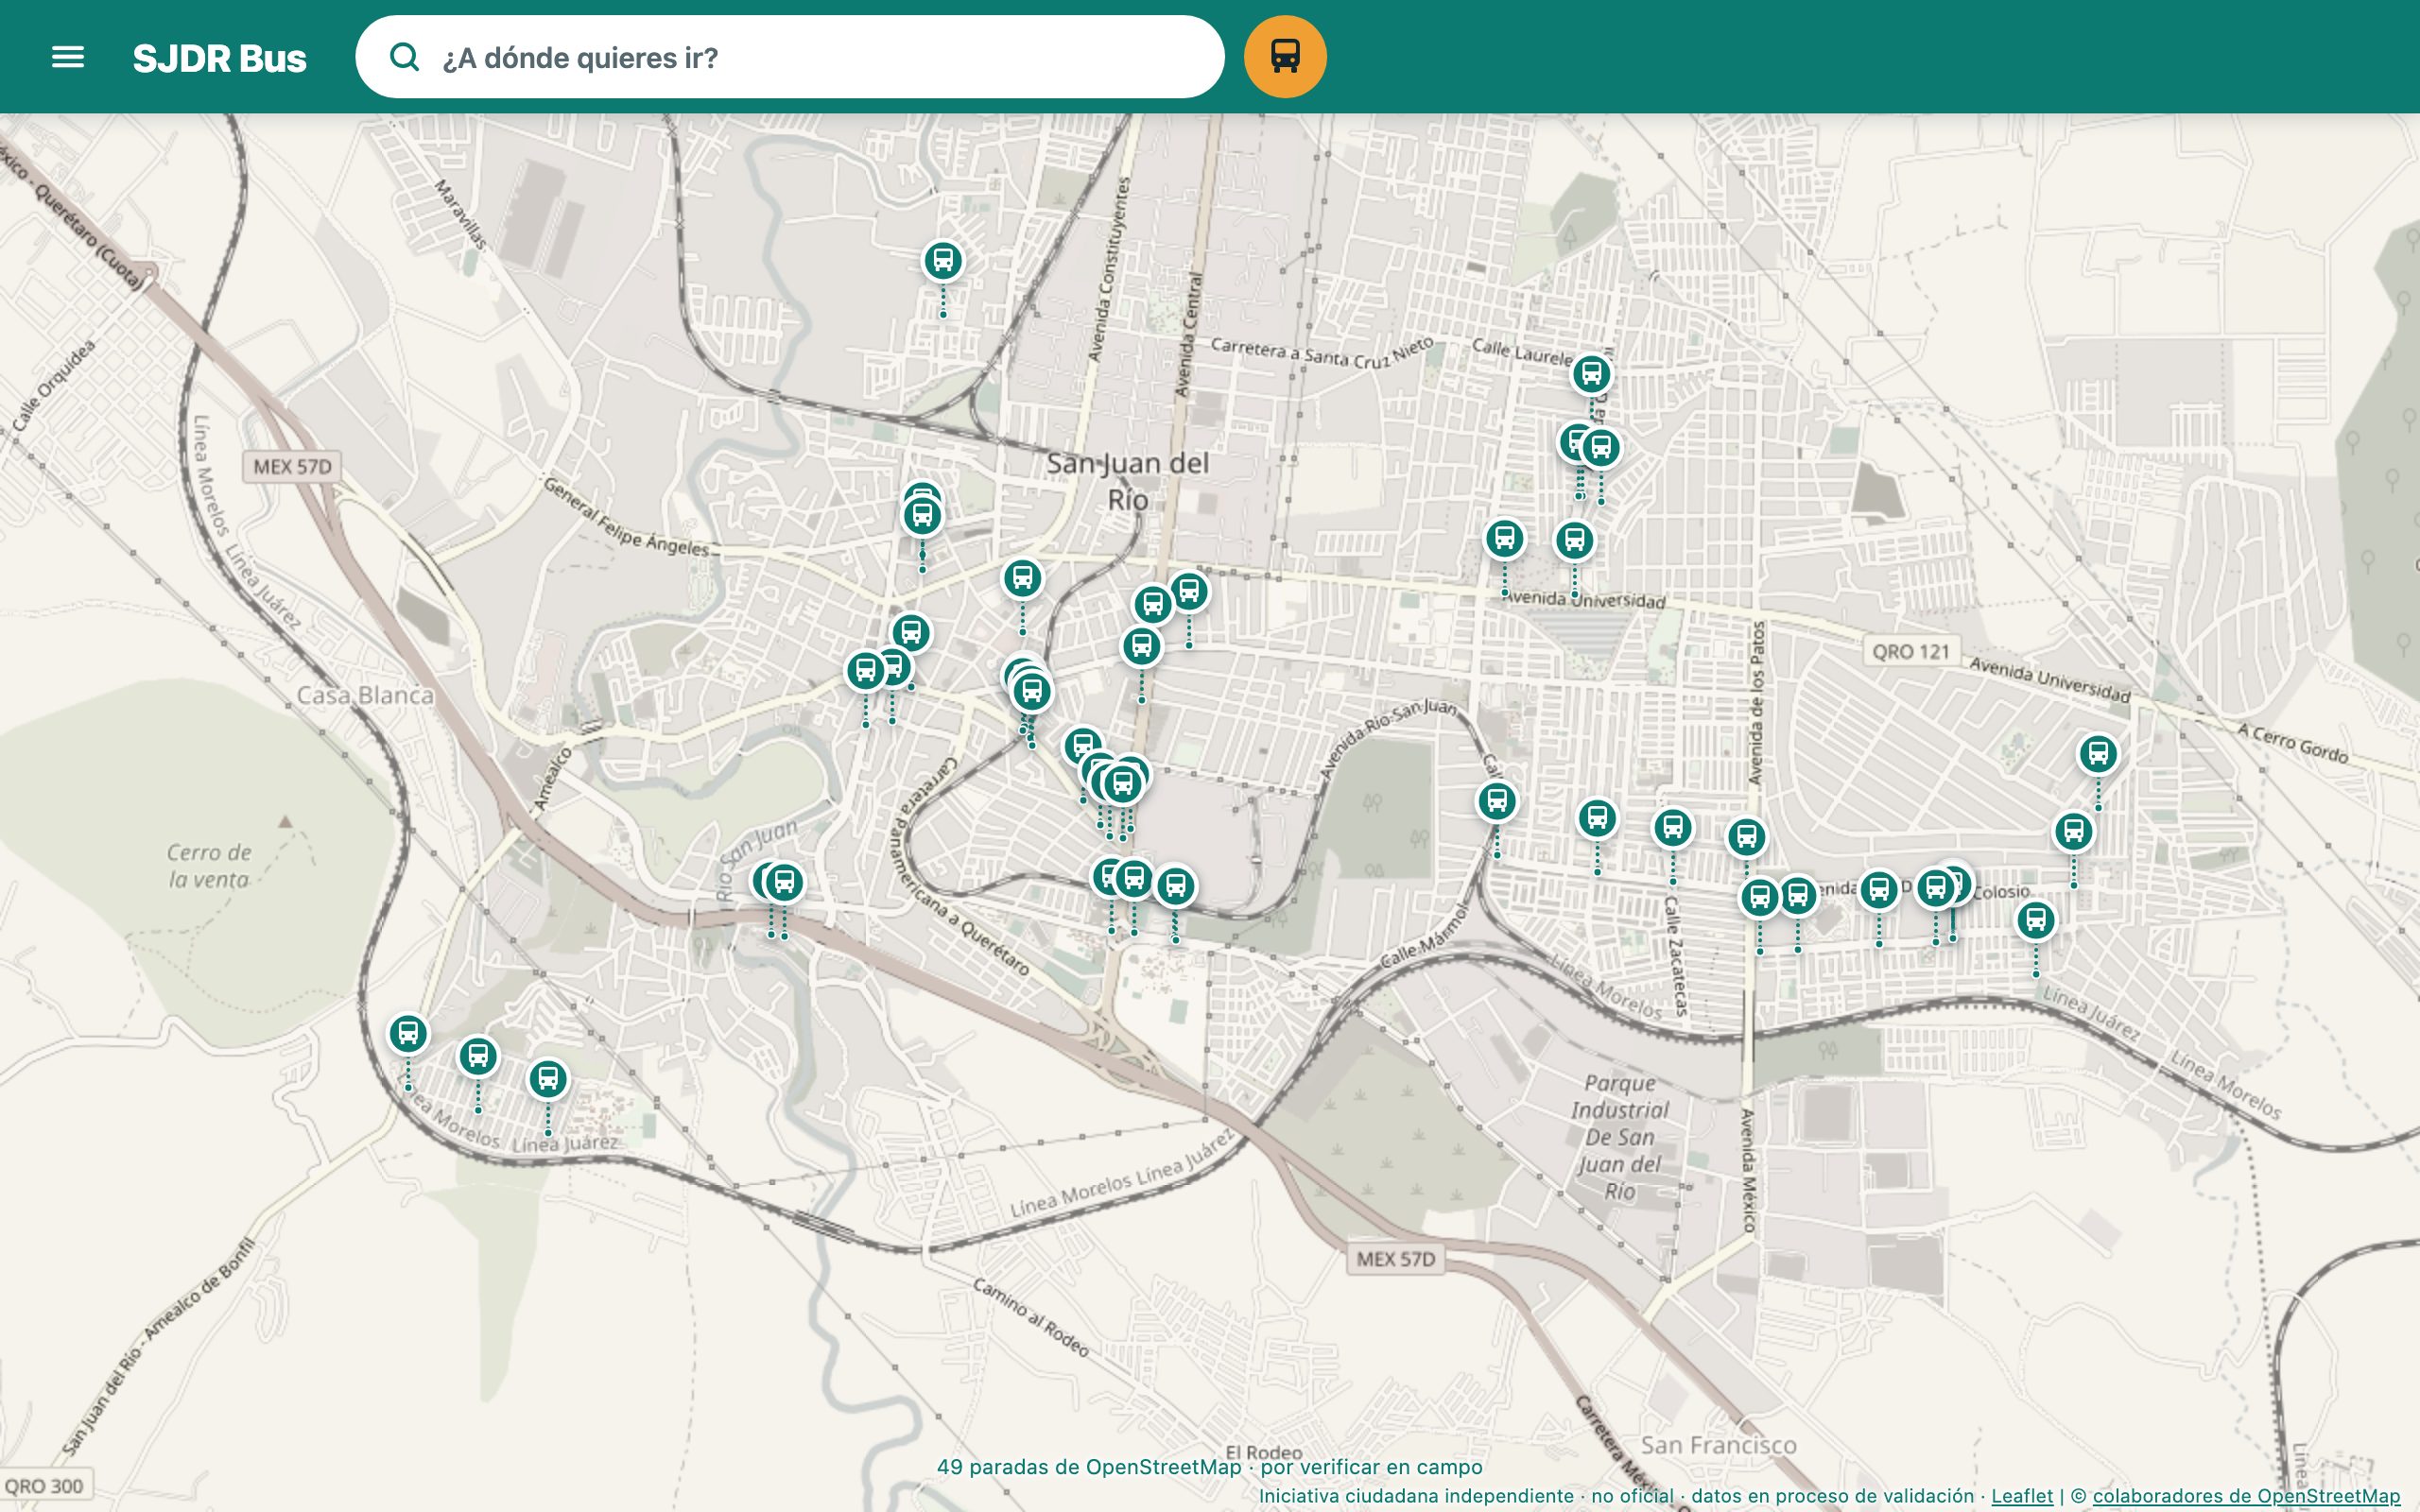 SJDR Bus
¿A dónde quieres ir?
México - Querétaro (Cuota)
Maravillas
Avenida Constituyentes
Avenida Central
Carretera a Santa Cruz Nieto
Calle Orquídea
MEX 57D
San Juan del
Río
Línea Morelos
Línea Juárez
General Felipe Ángeles
Avenida Universidad
Avenida de los Patos
QRO 121
Avenida Universidad
A Cerro Gordo
Casa Blanca
Avenida Río San Juan
Amealco
Carretera Panamericana a Querétaro
Río San Juan
Cerro de
la venta
Colosio
Calle Mármol
Calle Zacatecas
Línea Morelos
Línea Juárez
Línea Morelos
Línea Juárez
Parque
Industrial
De San
Juan del
Río
Avenida México
Línea Morelos Línea Juárez
MEX 57D
San Juan del Río - Amealco de Bonfil
Camino al Rodeo
El Rodeo
San Francisco
QRO 300
49 paradas de OpenStreetMap · por verificar en campo
Iniciativa ciudadana independiente · no oficial · datos en proceso de validación · Leaflet | © colaboradores de OpenStreetMap